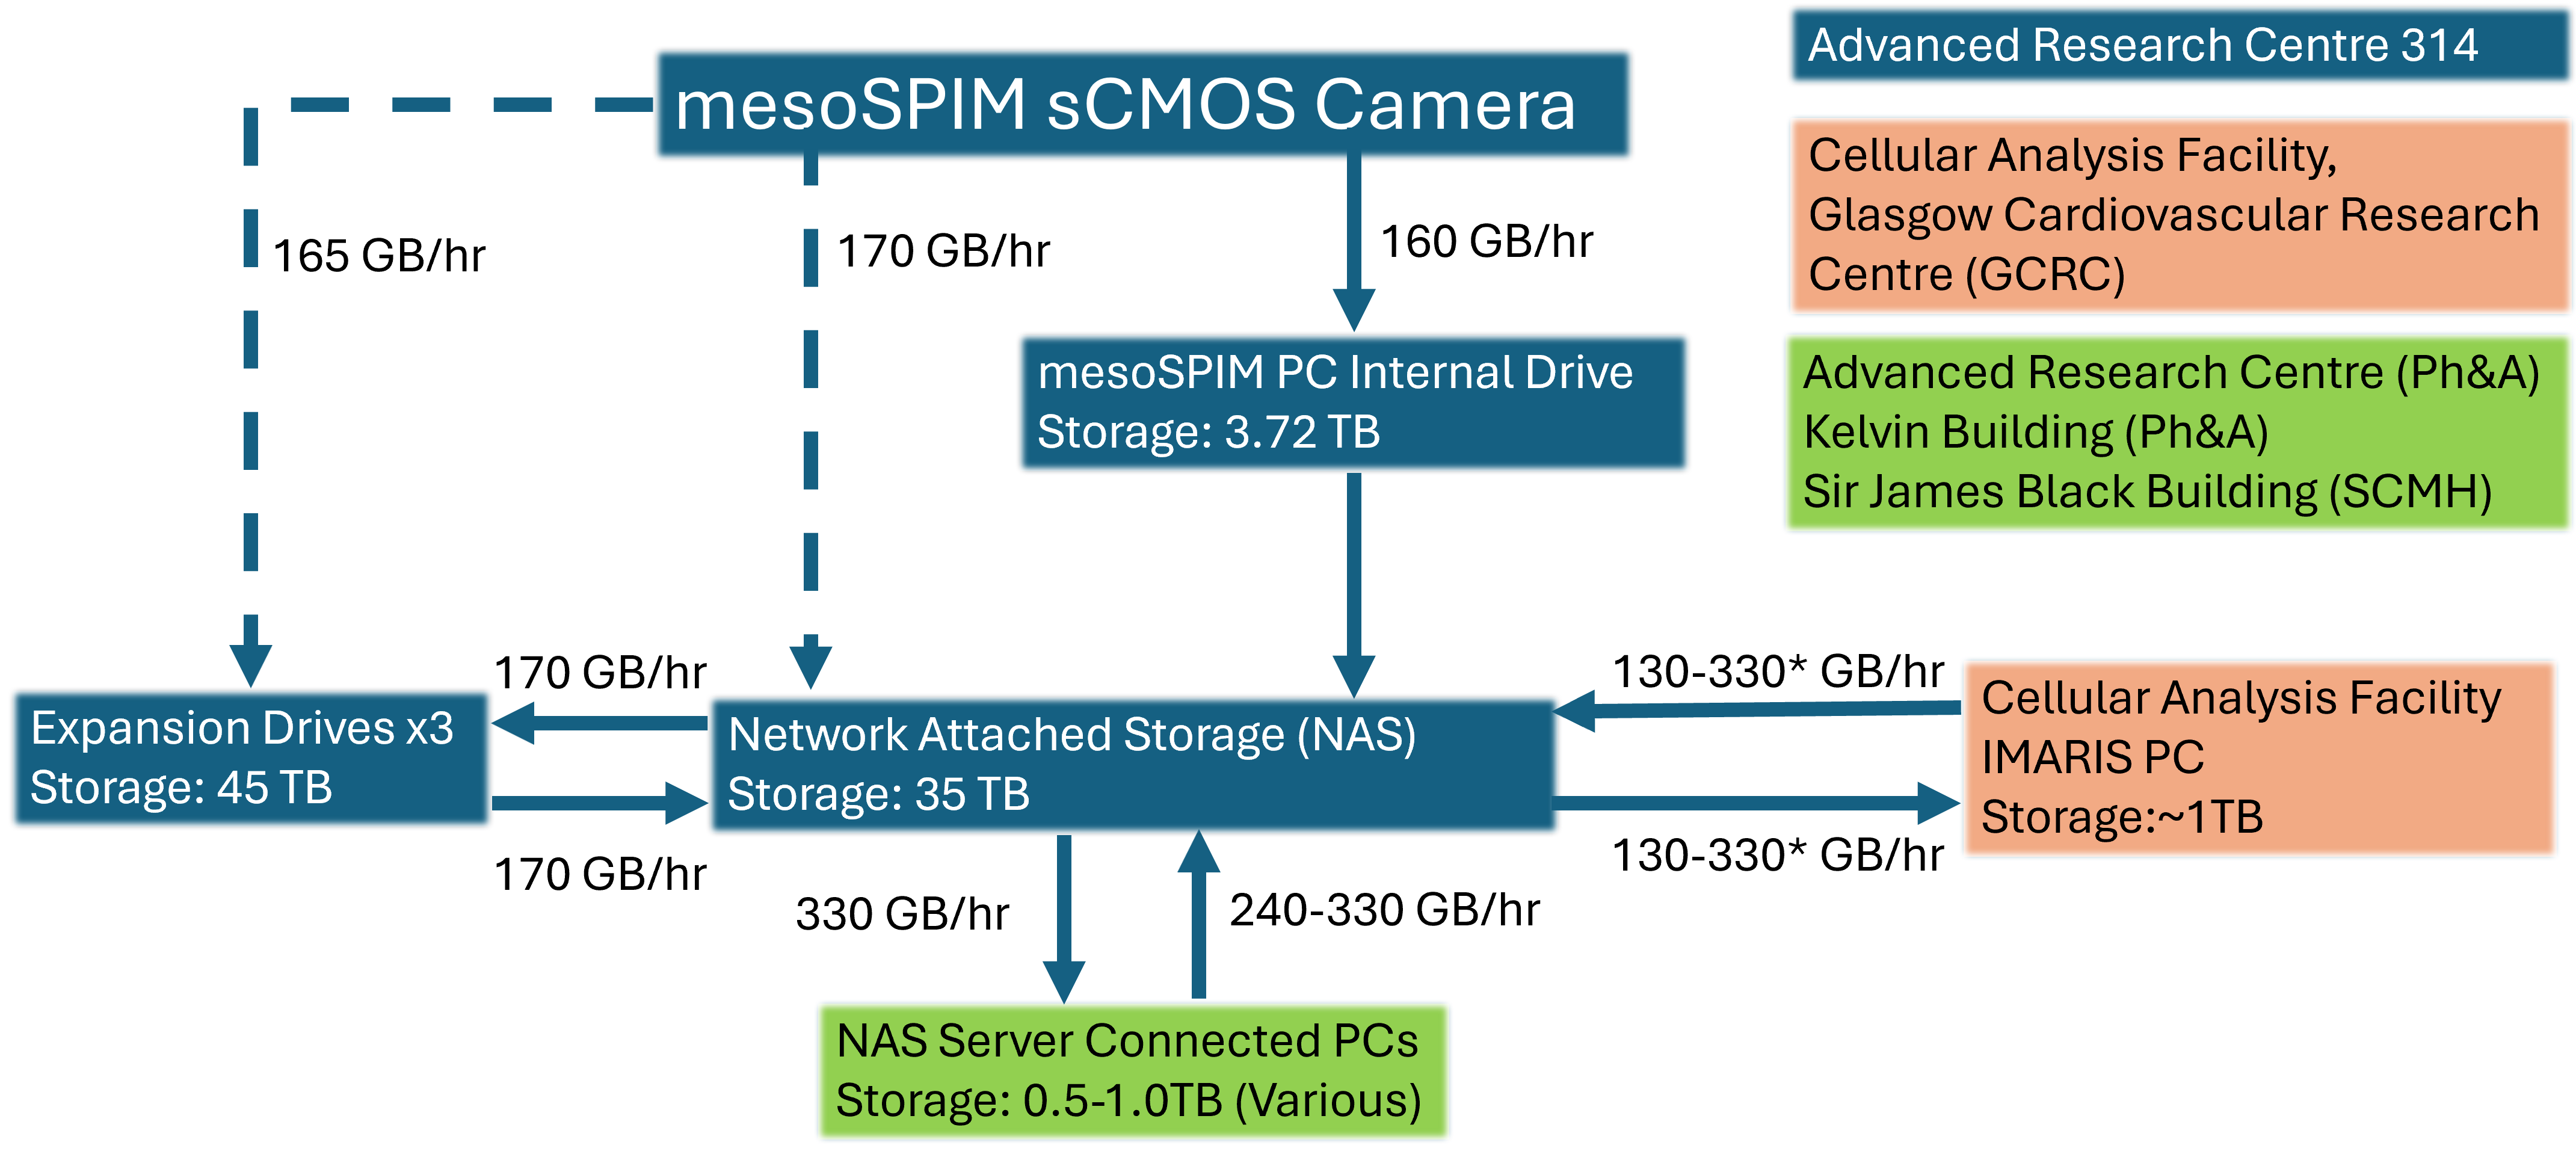 mesoSPIM sCMOS Camera
Advanced Research Centre 314
Cellular Analysis Facility,
Glasgow Cardiovascular Research
Centre (GCRC)
Advanced Research Centre (Ph&A)
Kelvin Building (Ph&A)
Sir James Black Building (SCMH)
165 GB/hr
170 GB/hr
160 GB/hr
mesoSPIM PC Internal Drive
Storage: 3.72 TB
170 GB/hr
130-330* GB/hr
Expansion Drives x3
Storage: 45 TB
Network Attached Storage (NAS)
Storage: 35 TB
Cellular Analysis Facility
IMARIS PC
Storage:~1TB
170 GB/hr
130-330* GB/hr
330 GB/hr
240-330 GB/hr
NAS Server Connected PCs
Storage: 0.5-1.0TB (Various)